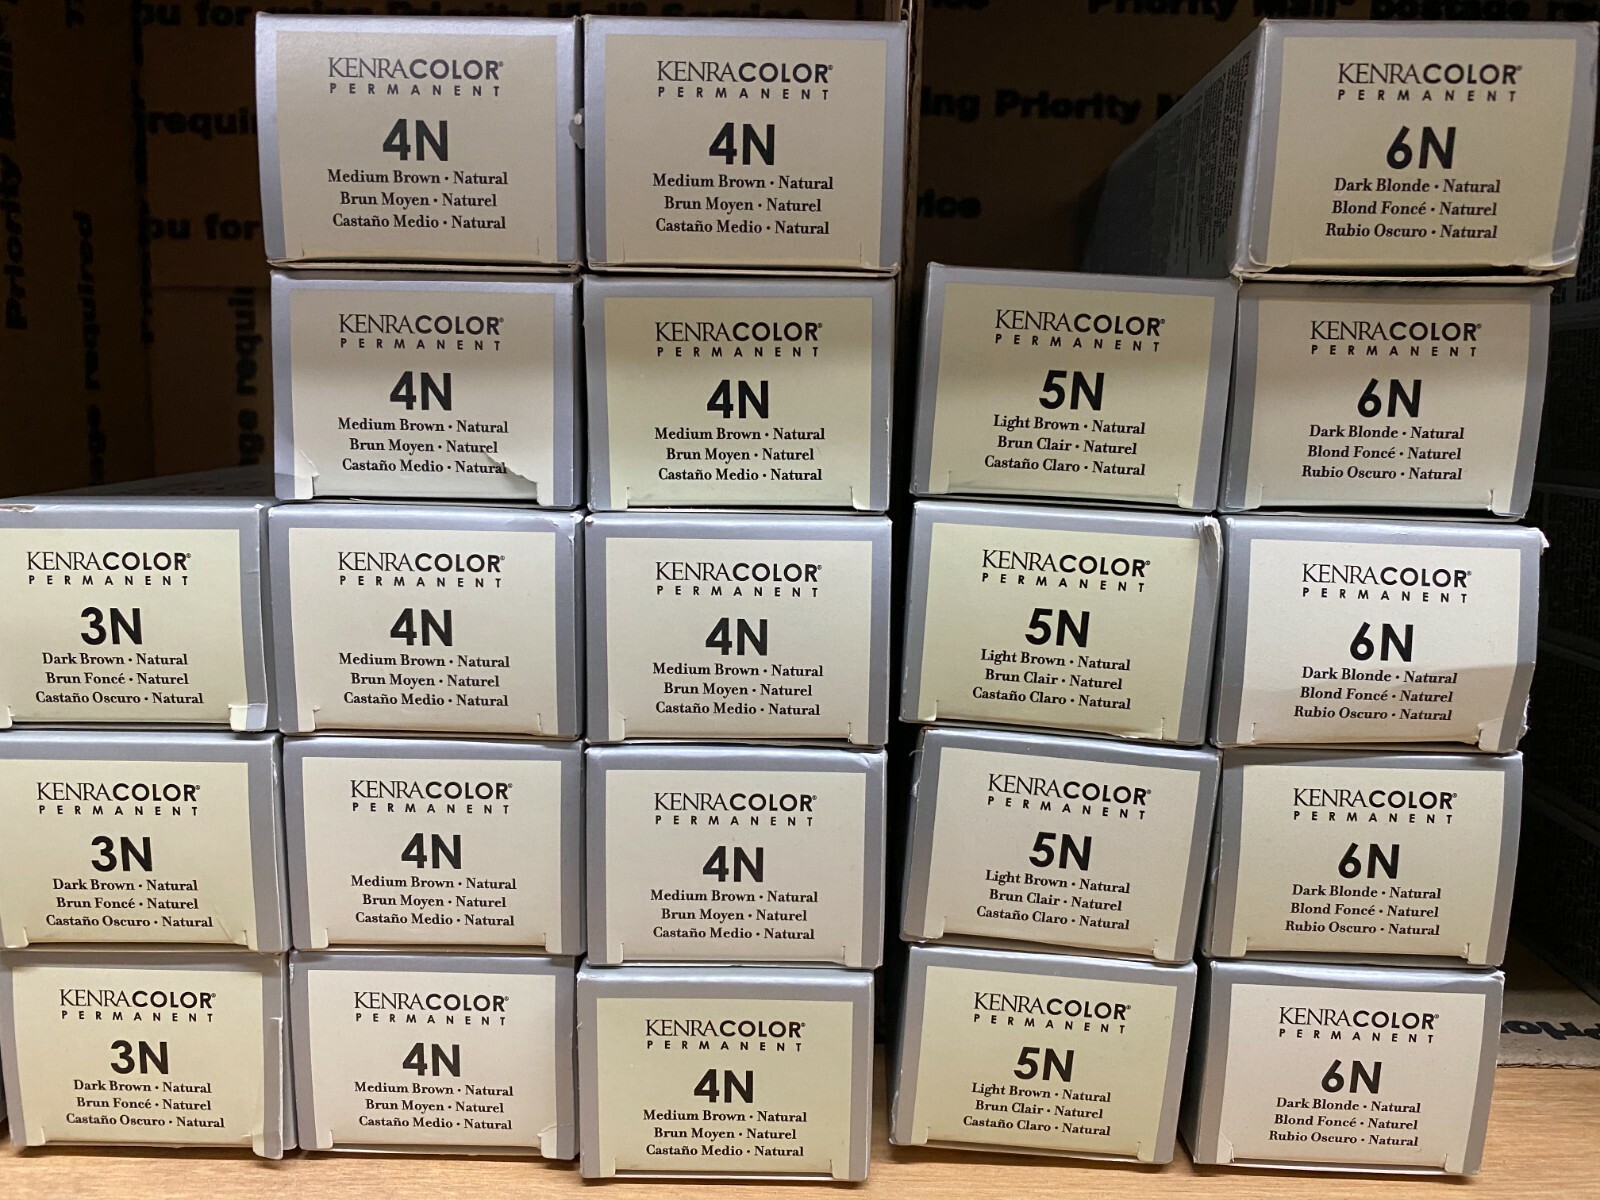 KENRACOLOR®
PERMANENT
4N
Medium Brown • Natural
Brun Moyen • Naturel
Castaño Medio • Natural
KENRACOLOR®
PERMANENT
4N
Medium Brown • Natural
Brun Moyen • Naturel
Castaño Medio • Natural
KENRACOLOR®
PERMANENT
6N
Dark Blonde • Natural
Blond Foncé • Naturel
Rubio Oscuro • Natural
KENRACOLOR®
PERMANENT
4N
Medium Brown • Natural
Brun Moyen • Naturel
Castaño Medio • Natural
KENRACOLOR®
PERMANENT
4N
Medium Brown • Natural
Brun Moyen • Naturel
Castaño Medio • Natural
KENRACOLOR®
PERMANENT
5N
Light Brown • Natural
Brun Clair • Naturel
Castaño Claro • Natural
KENRACOLOR®
PERMANENT
6N
Dark Blonde • Natural
Blond Foncé • Naturel
Rubio Oscuro • Natural
KENRACOLOR®
PERMANENT
3N
Dark Brown • Natural
Brun Foncé • Naturel
Castaño Oscuro • Natural
KENRACOLOR®
PERMANENT
4N
Medium Brown • Natural
Brun Moyen • Naturel
Castaño Medio • Natural
KENRACOLOR®
PERMANENT
4N
Medium Brown • Natural
Brun Moyen • Naturel
Castaño Medio • Natural
KENRACOLOR®
PERMANENT
5N
Light Brown • Natural
Brun Clair • Naturel
Castaño Claro • Natural
KENRACOLOR®
PERMANENT
6N
Dark Blonde • Natural
Blond Foncé • Naturel
Rubio Oscuro • Natural
KENRACOLOR®
PERMANENT
3N
Dark Brown • Natural
Brun Foncé • Naturel
Castaño Oscuro • Natural
KENRACOLOR®
PERMANENT
4N
Medium Brown • Natural
Brun Moyen • Naturel
Castaño Medio • Natural
KENRACOLOR®
PERMANENT
4N
Medium Brown • Natural
Brun Moyen • Naturel
Castaño Medio • Natural
KENRACOLOR®
PERMANENT
5N
Light Brown • Natural
Brun Clair • Naturel
Castaño Claro • Natural
KENRACOLOR®
PERMANENT
6N
Dark Blonde • Natural
Blond Foncé • Naturel
Rubio Oscuro • Natural
KENRACOLOR®
PERMANENT
3N
Dark Brown • Natural
Brun Foncé • Naturel
Castaño Oscuro • Natural
KENRACOLOR®
PERMANENT
4N
Medium Brown • Natural
Brun Moyen • Naturel
Castaño Medio • Natural
KENRACOLOR®
PERMANENT
4N
Medium Brown • Natural
Brun Moyen • Naturel
Castaño Medio • Natural
KENRACOLOR®
PERMANENT
5N
Light Brown • Natural
Brun Clair • Naturel
Castaño Claro • Natural
KENRACOLOR®
PERMANENT
6N
Dark Blonde • Natural
Blond Foncé • Naturel
Rubio Oscuro • Natural
ing Priority M
Priority
required